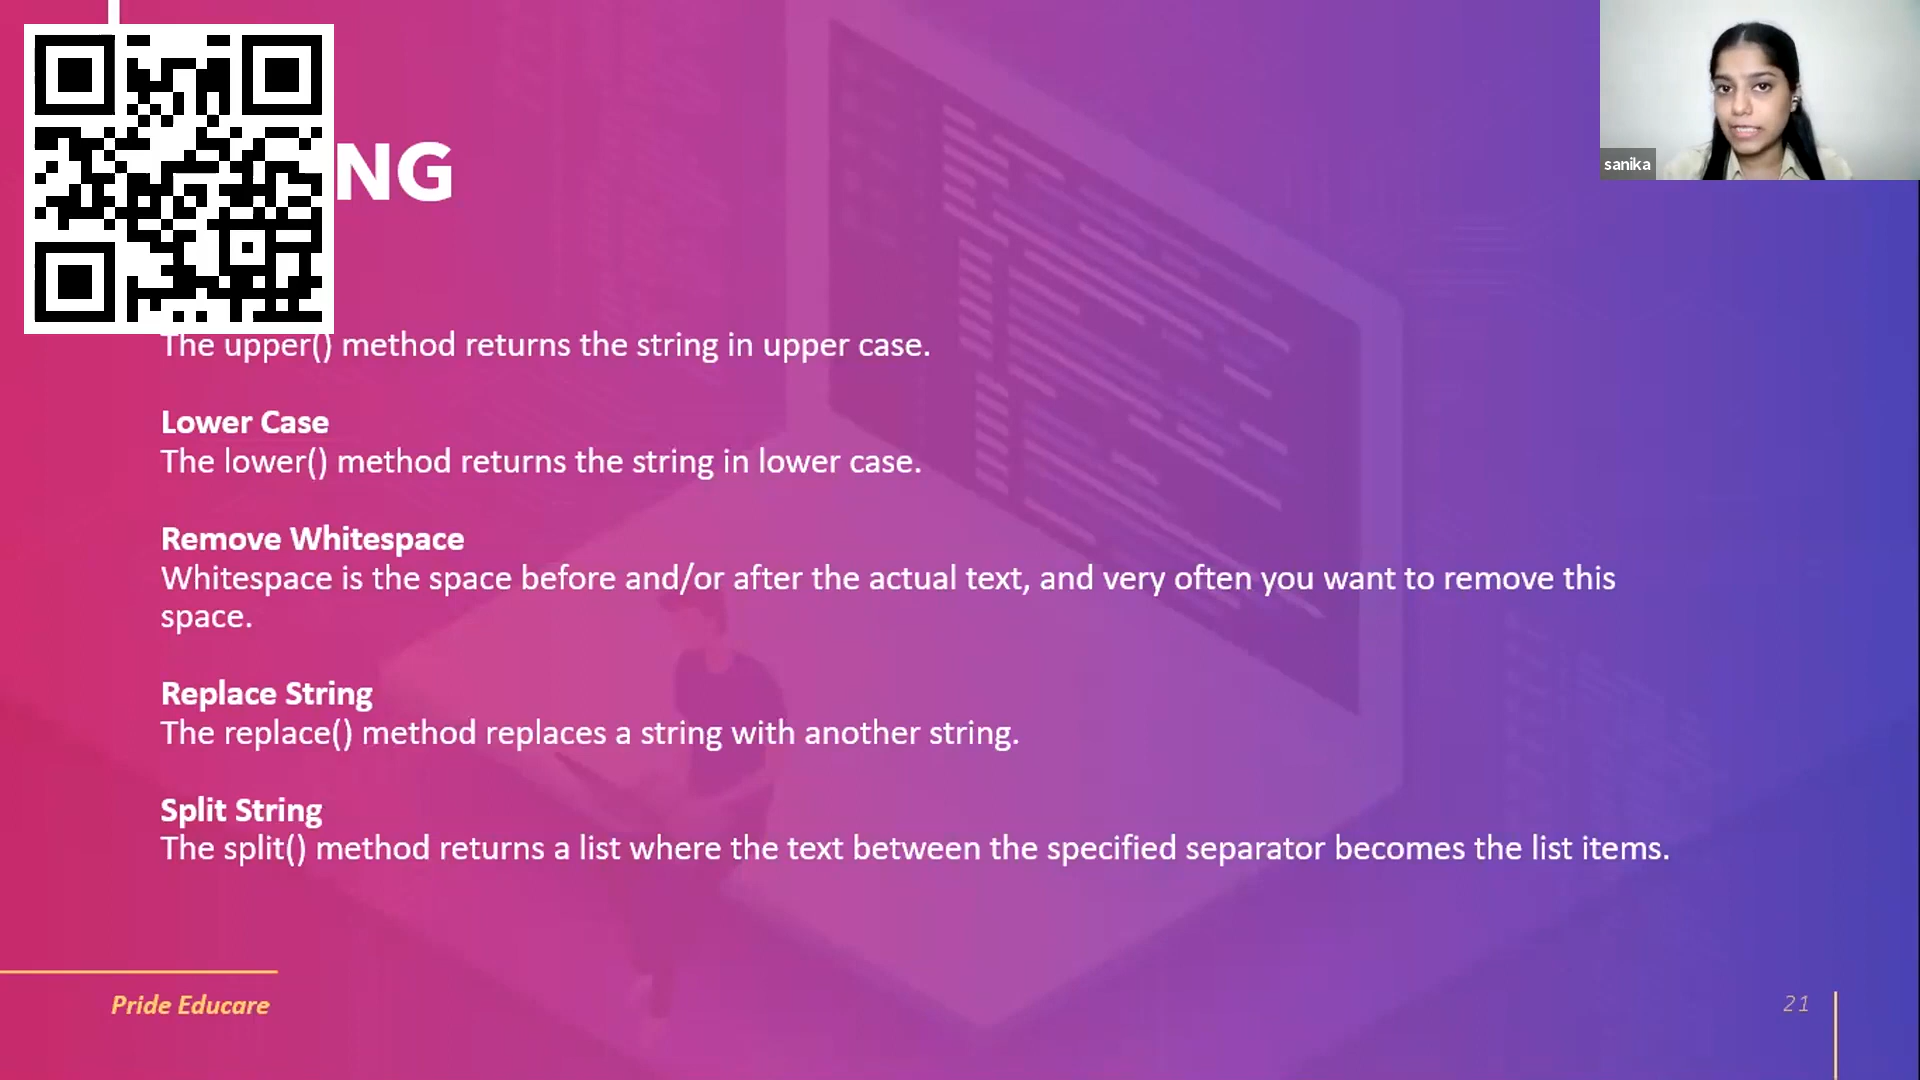 sanika
NG
The upper() method returns the string in upper case.
Lower Case
The lower() method returns the string in lower case.
Remove Whitespace
Whitespace is the space before and/or after the actual text, and very often you want to remove this
space.
Replace String
The replace() method replaces a string with another string.
Split String
The split() method returns a list where the text between the specified separator becomes the list items.
Pride Educare
21